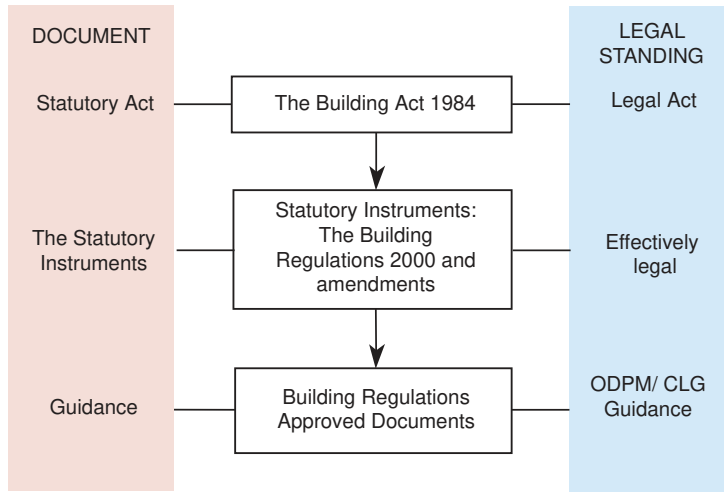 DOCUMENT
LEGAL
STANDING
Statutory Act
The Building Act 1984
Legal Act
The Statutory
Instruments
Statutory Instruments:
The Building
Regulations 2000 and
amendments
Effectively
legal
Guidance
Building Regulations
Approved Documents
ODPM/ CLG
Guidance